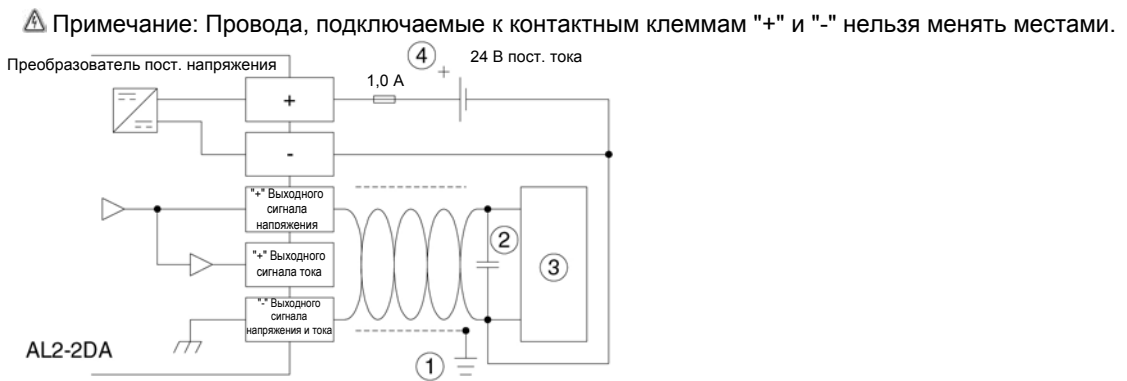 Примечание: Провода, подключаемые к контактным клеммам "+" и "-" нельзя менять местами.
Преобразователь пост. напряжения
4
24 В пост. тока
+
1,0 А
+
-
"+" Выходного
сигнала
напряжения
"+" Выходного
сигнала тока
"-" Выходного
сигнала
напряжения и тока
2
3
AL2-2DA
1